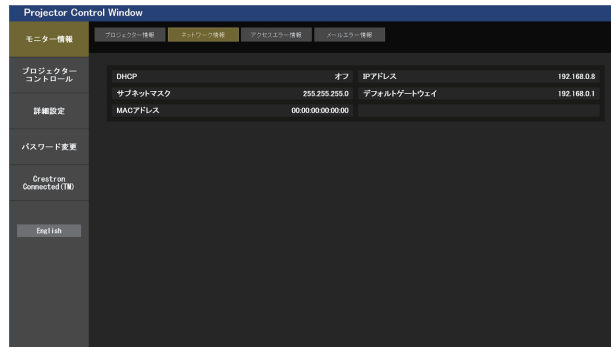 Projector Control Window
モニター情報
プロジェクター情報 ネットワーク情報 アクセスエラー情報 メールエラー情報
プロジェクター
コントロール
詳細設定
パスワード変更
Crestron
Connected(TM)
English
DHCP オフ IPアドレス 192.168.0.8
サブネットマスク 255.255.255.0 デフォルトゲートウェイ 192.168.0.1
MACアドレス 00:00:00:00:00:00